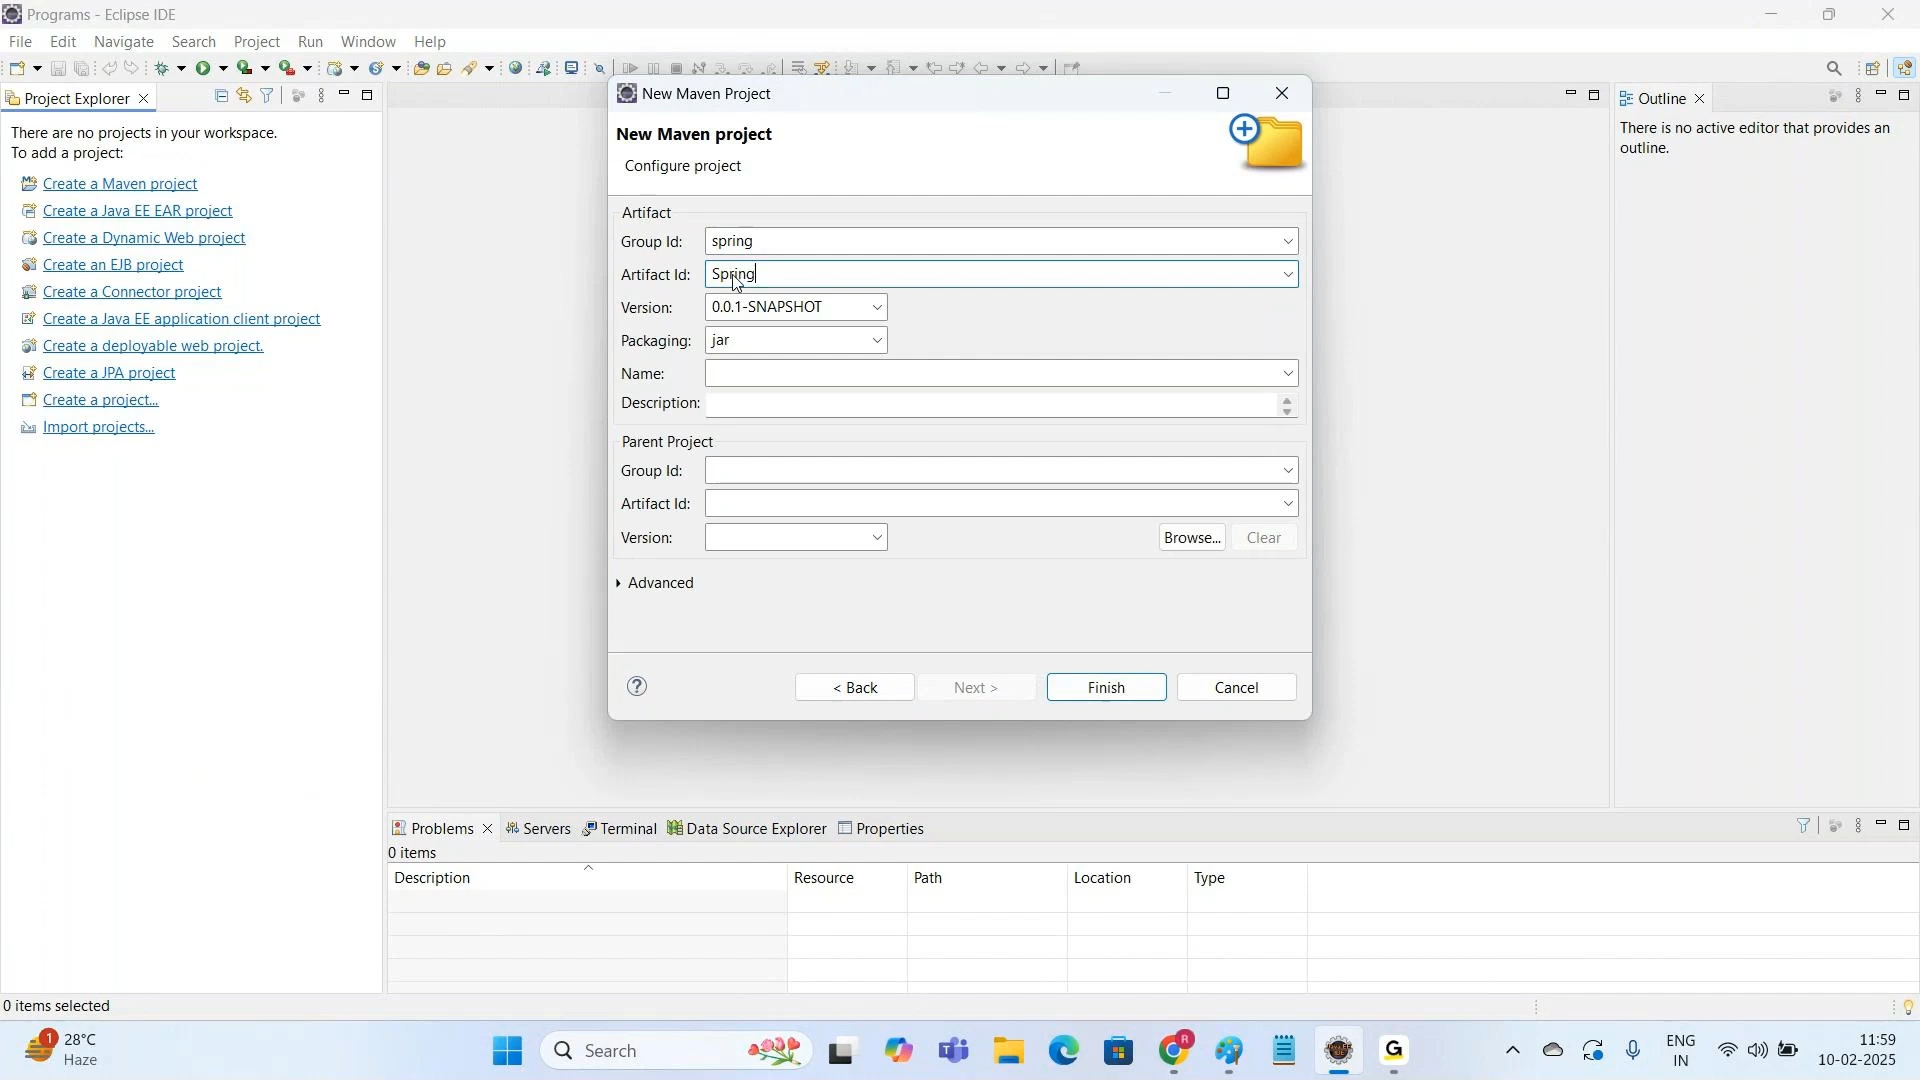 Programs - Eclipse IDE
File Edit Navigate Search Project Run Window Help
Project Explorer
There are no projects in your workspace.
To add a project:
Create a Maven project
Create a Java EE EAR project
Create a Dynamic Web project
Create an EJB project
Create a Connector project
Create a Java EE application client project
Create a deployable web project.
Create a JPA project
Create a project...
Import projects...
New Maven Project
New Maven project
Configure project
Artifact
Group Id: spring
Artifact Id: Spring
Version: 0.0.1-SNAPSHOT
Packaging: jar
Name:
Description:
Parent Project
Group Id:
Artifact Id:
Version: Browse... Clear
Advanced
? < Back Next > Finish Cancel
Outline
There is no active editor that provides an
outline.
Problems Servers Terminal Data Source Explorer Properties
0 items
Description Resource Path Location Type
0 items selected
1 28°C
Haze
Search
R
G
ENG
IN
11:59
10-02-2025